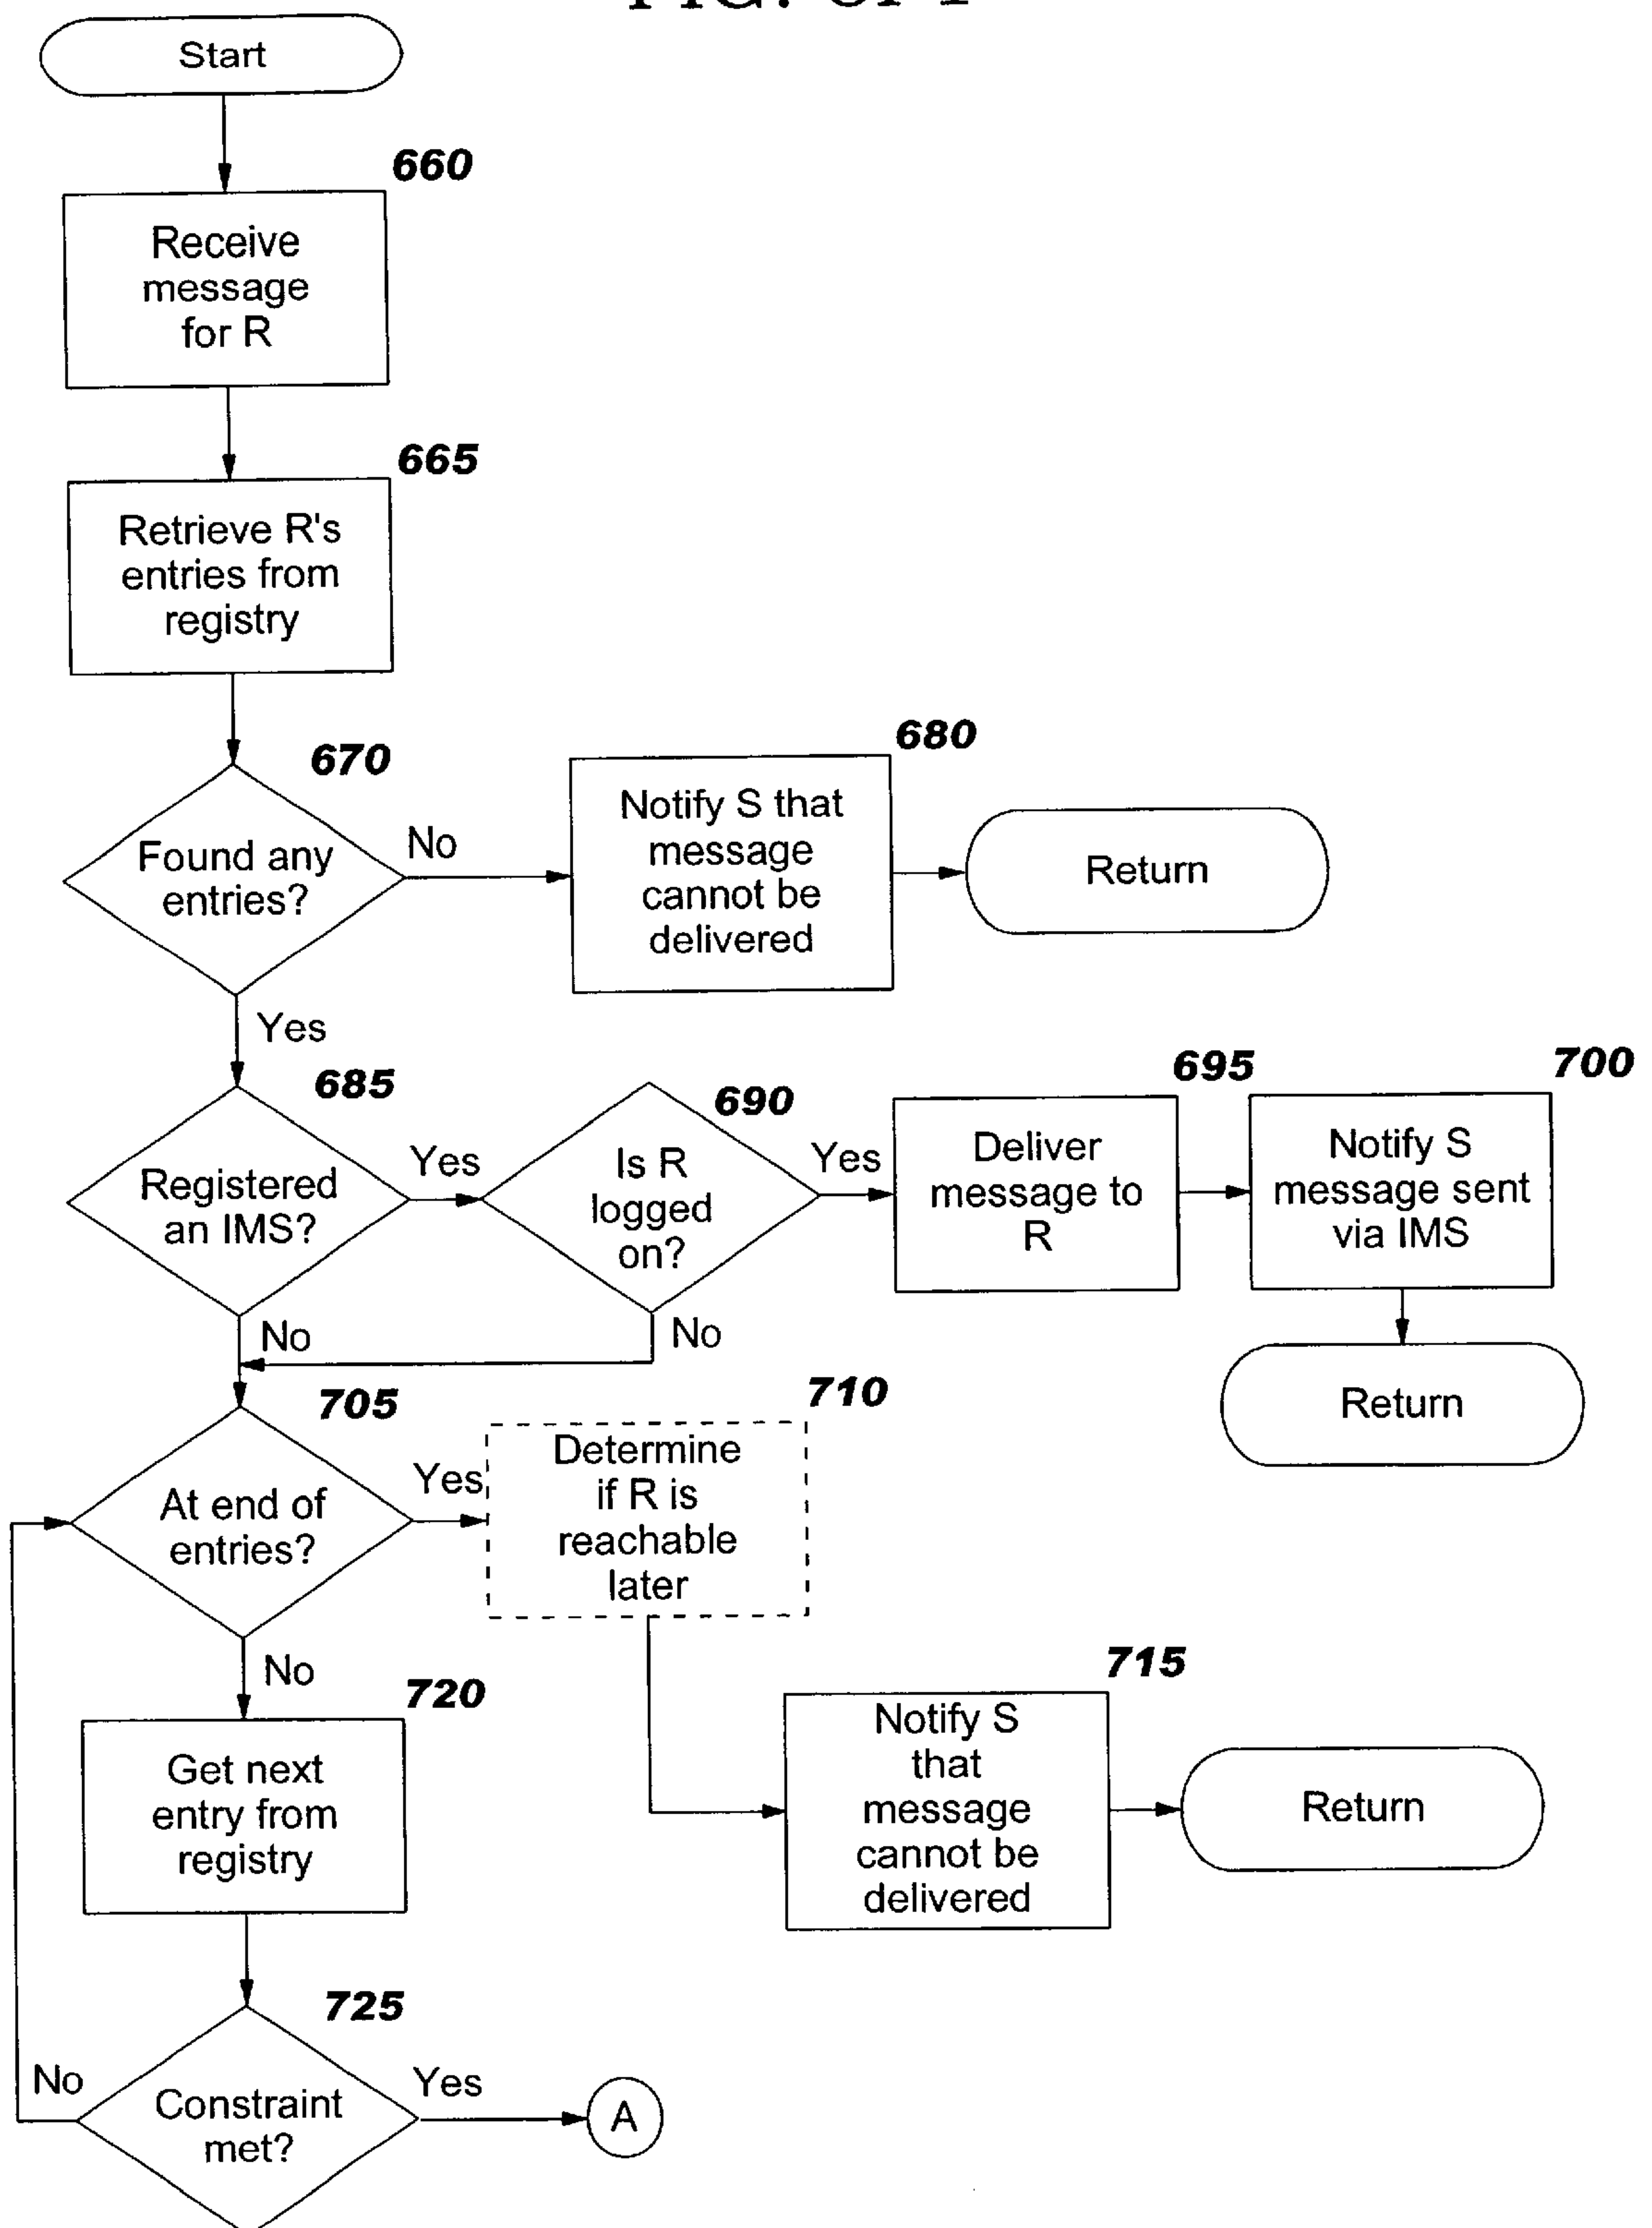 Start
660
Receive
message
for R
665
Retrieve R's
entries from
registry
670
Found any
entries?
No
680
Notify S that
message
cannot be
delivered
Return
Yes
685
Registered
an IMS?
Yes
690
Is R
logged
on?
Yes
695
Deliver
message to
R
700
Notify S
message sent
via IMS
Return
No
No
705
At end of
entries?
Yes
710
Determine
if R is
reachable
later
715
Notify S
that
message
cannot be
delivered
Return
No
720
Get next
entry from
registry
725
Constraint
met?
No
Yes
A